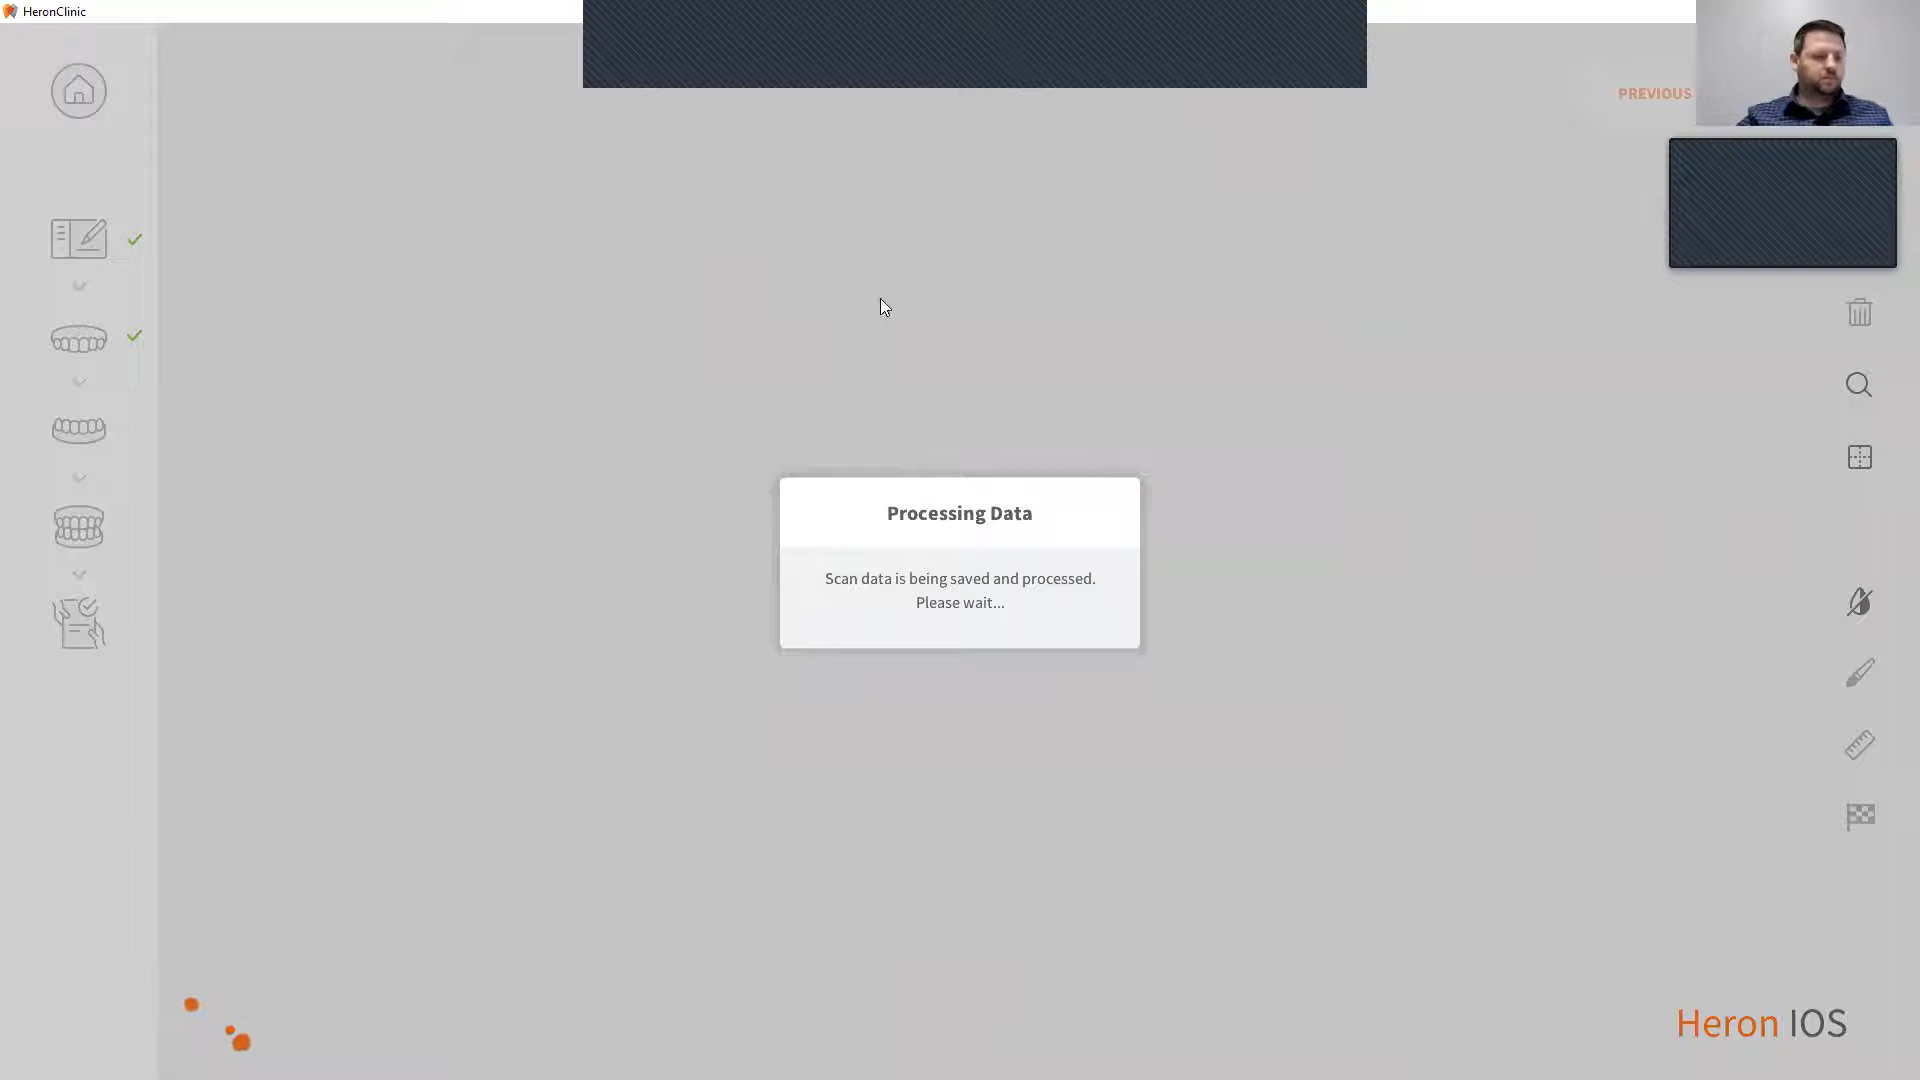 HeronClinic
PREVIOUS
Processing Data
Scan data is being saved and processed.
Please wait...
Heron IOS